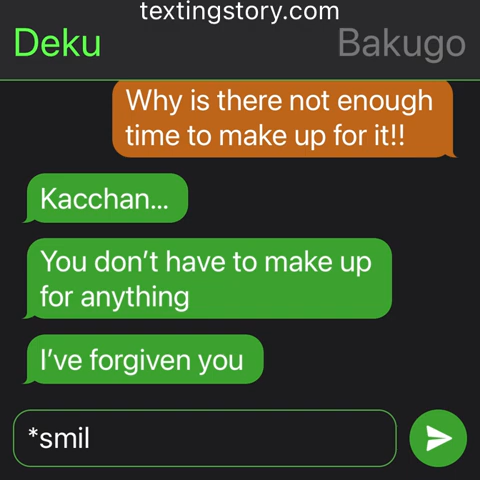 textingstory.com
Deku Bakugo
Why is there not enough
time to make up for it!!
Kacchan...
You don’t have to make up
for anything
I’ve forgiven you
*smil